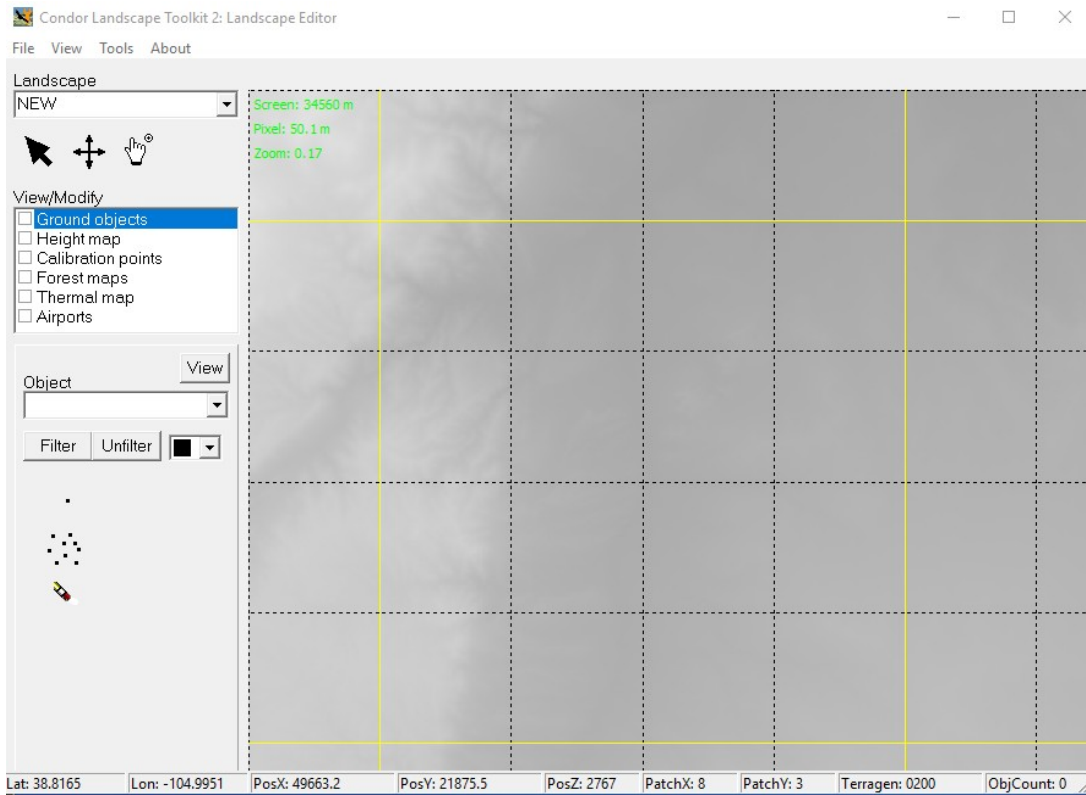 Condor Landscape Toolkit 2: Landscape Editor
File View Tools About
Landscape
NEW
Screen: 34560 m
Pixel: 50.1 m
Zoom: 0.17
View/Modify
Ground objects
Height map
Calibration points
Forest maps
Thermal map
Airports
View
Object
Filter Unfilter
Lat: 38.8165 Lon: -104.9951 PosX: 49663.2 PosY: 21875.5 PosZ: 2767 PatchX: 8 PatchY: 3 Terragen: 0200 ObjCount: 0